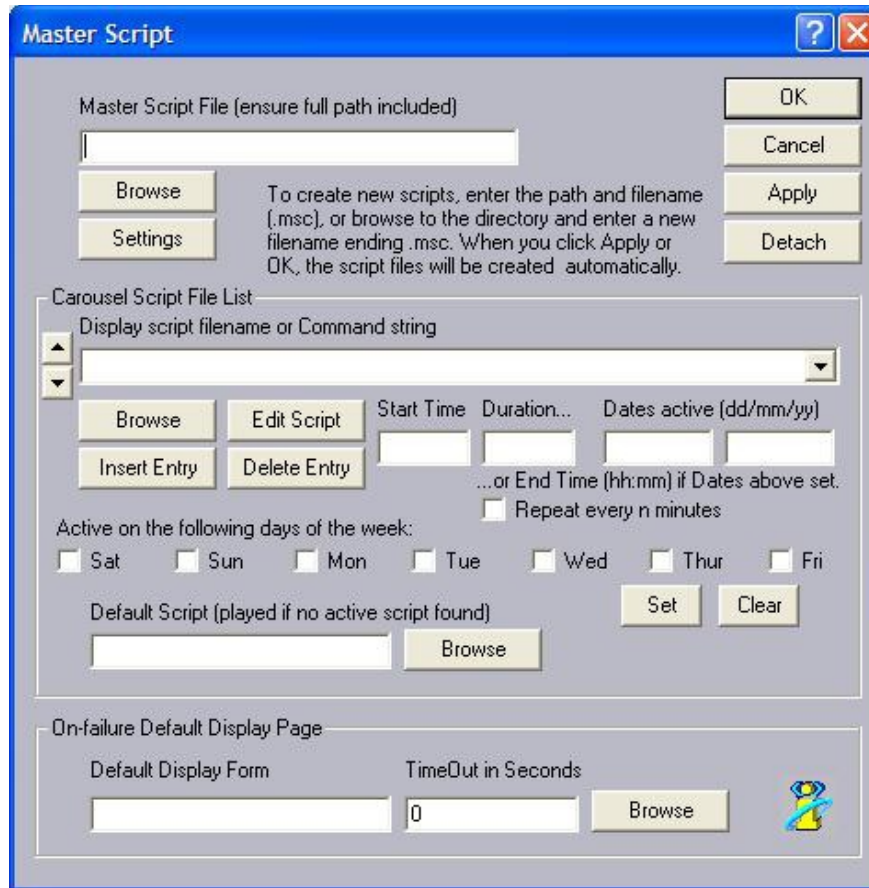 Master Script
Master Script File (ensure full path included)
OK
Cancel
Browse
Apply
Settings
Detach
To create new scripts, enter the path and filename
(.msc), or browse to the directory and enter a new
filename ending .msc. When you click Apply or
OK, the script files will be created automatically.
Carousel Script File List
Display script filename or Command string
Browse
Edit Script
Insert Entry
Delete Entry
Start Time
Duration...
Dates active (dd/mm/yy)
...or End Time (hh:mm) if Dates above set.
Repeat every n minutes
Active on the following days of the week:
Sat
Sun
Mon
Tue
Wed
Thur
Fri
Set
Clear
Default Script (played if no active script found)
Browse
On-failure Default Display Page
Default Display Form
TimeOut in Seconds
0
Browse